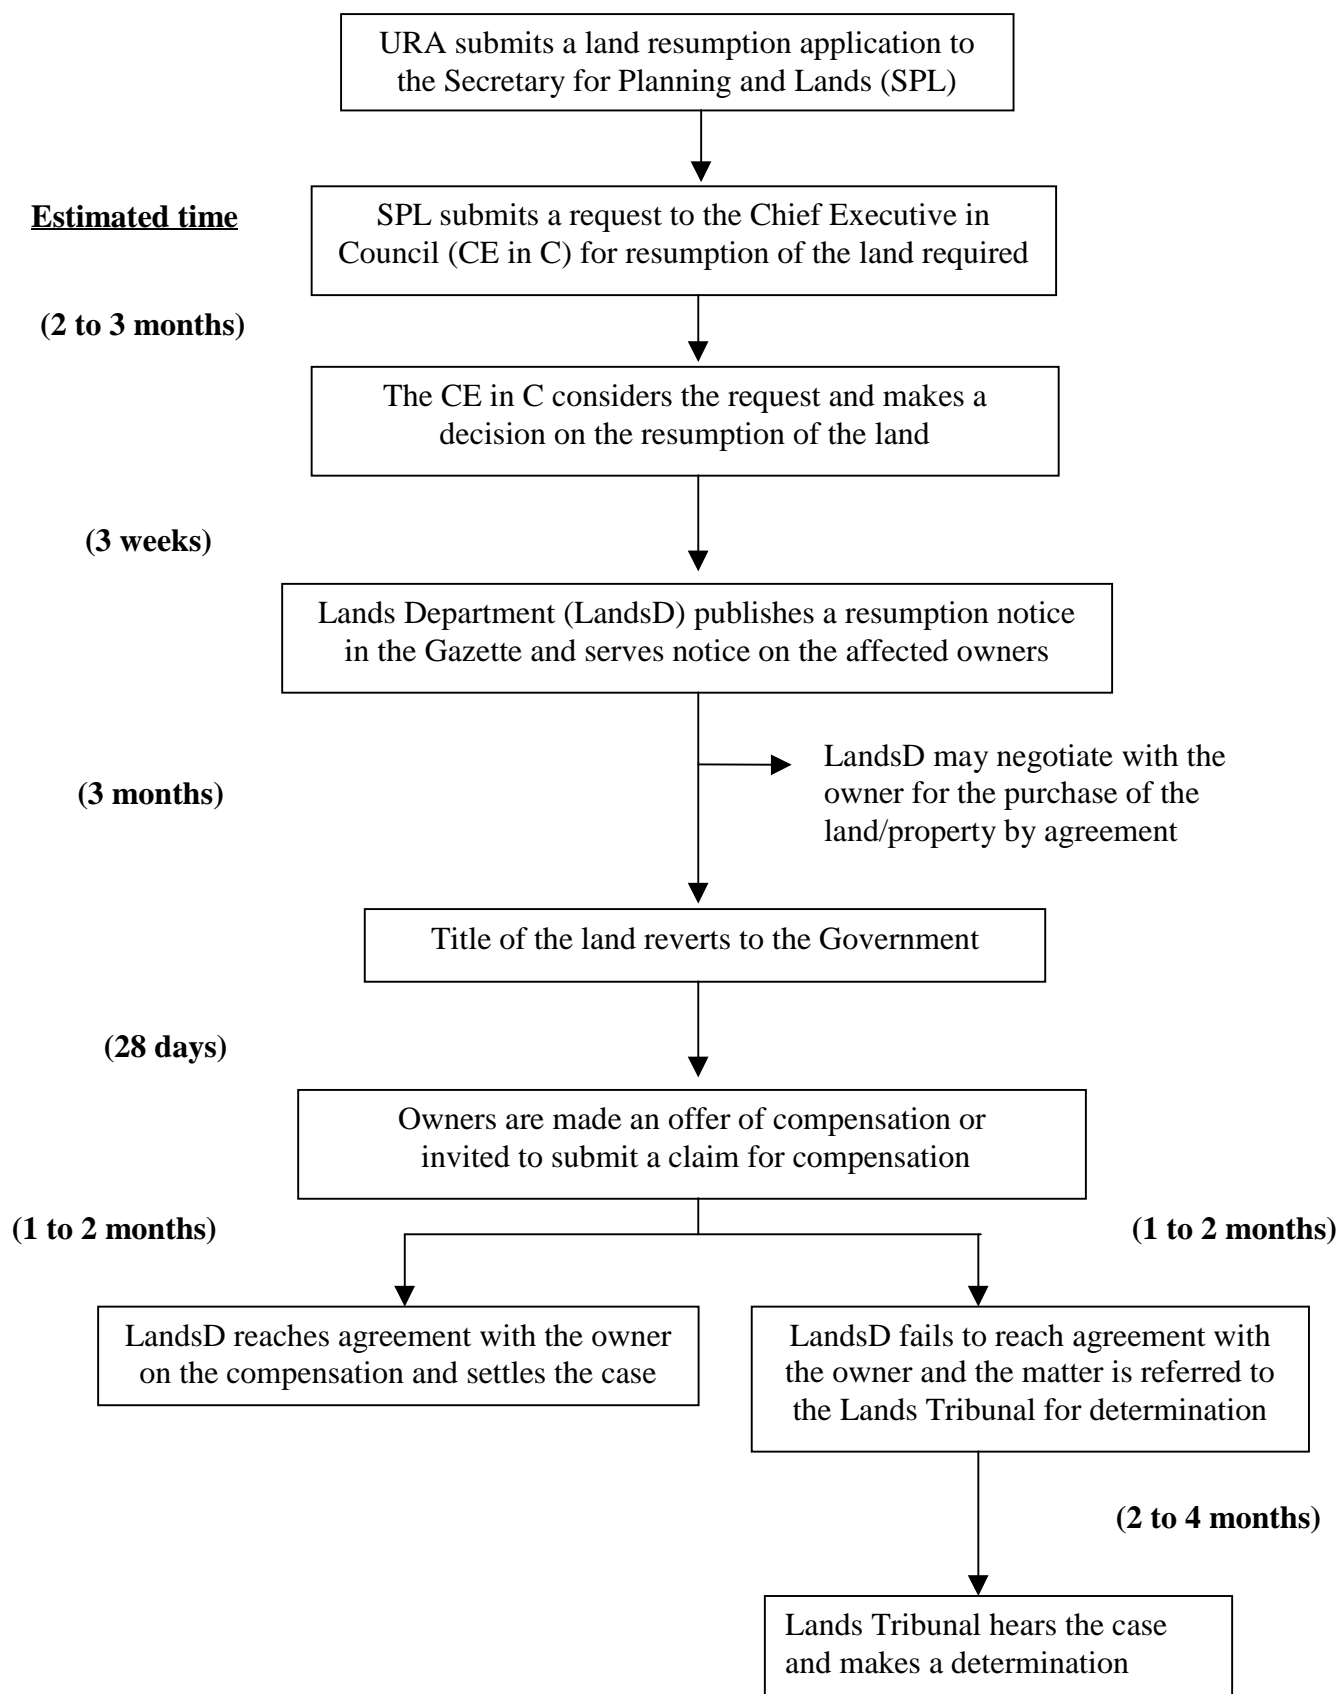 URA submits a land resumption application to
the Secretary for Planning and Lands (SPL)
Estimated time
SPL submits a request to the Chief Executive in
Council (CE in C) for resumption of the land required
(2 to 3 months)
The CE in C considers the request and makes a
decision on the resumption of the land
(3 weeks)
Lands Department (LandsD) publishes a resumption notice
in the Gazette and serves notice on the affected owners
(3 months)
LandsD may negotiate with the
owner for the purchase of the
land/property by agreement
Title of the land reverts to the Government
(28 days)
Owners are made an offer of compensation or
invited to submit a claim for compensation
(1 to 2 months)
(1 to 2 months)
LandsD reaches agreement with the owner
on the compensation and settles the case
LandsD fails to reach agreement with
the owner and the matter is referred to
the Lands Tribunal for determination
(2 to 4 months)
Lands Tribunal hears the case
and makes a determination